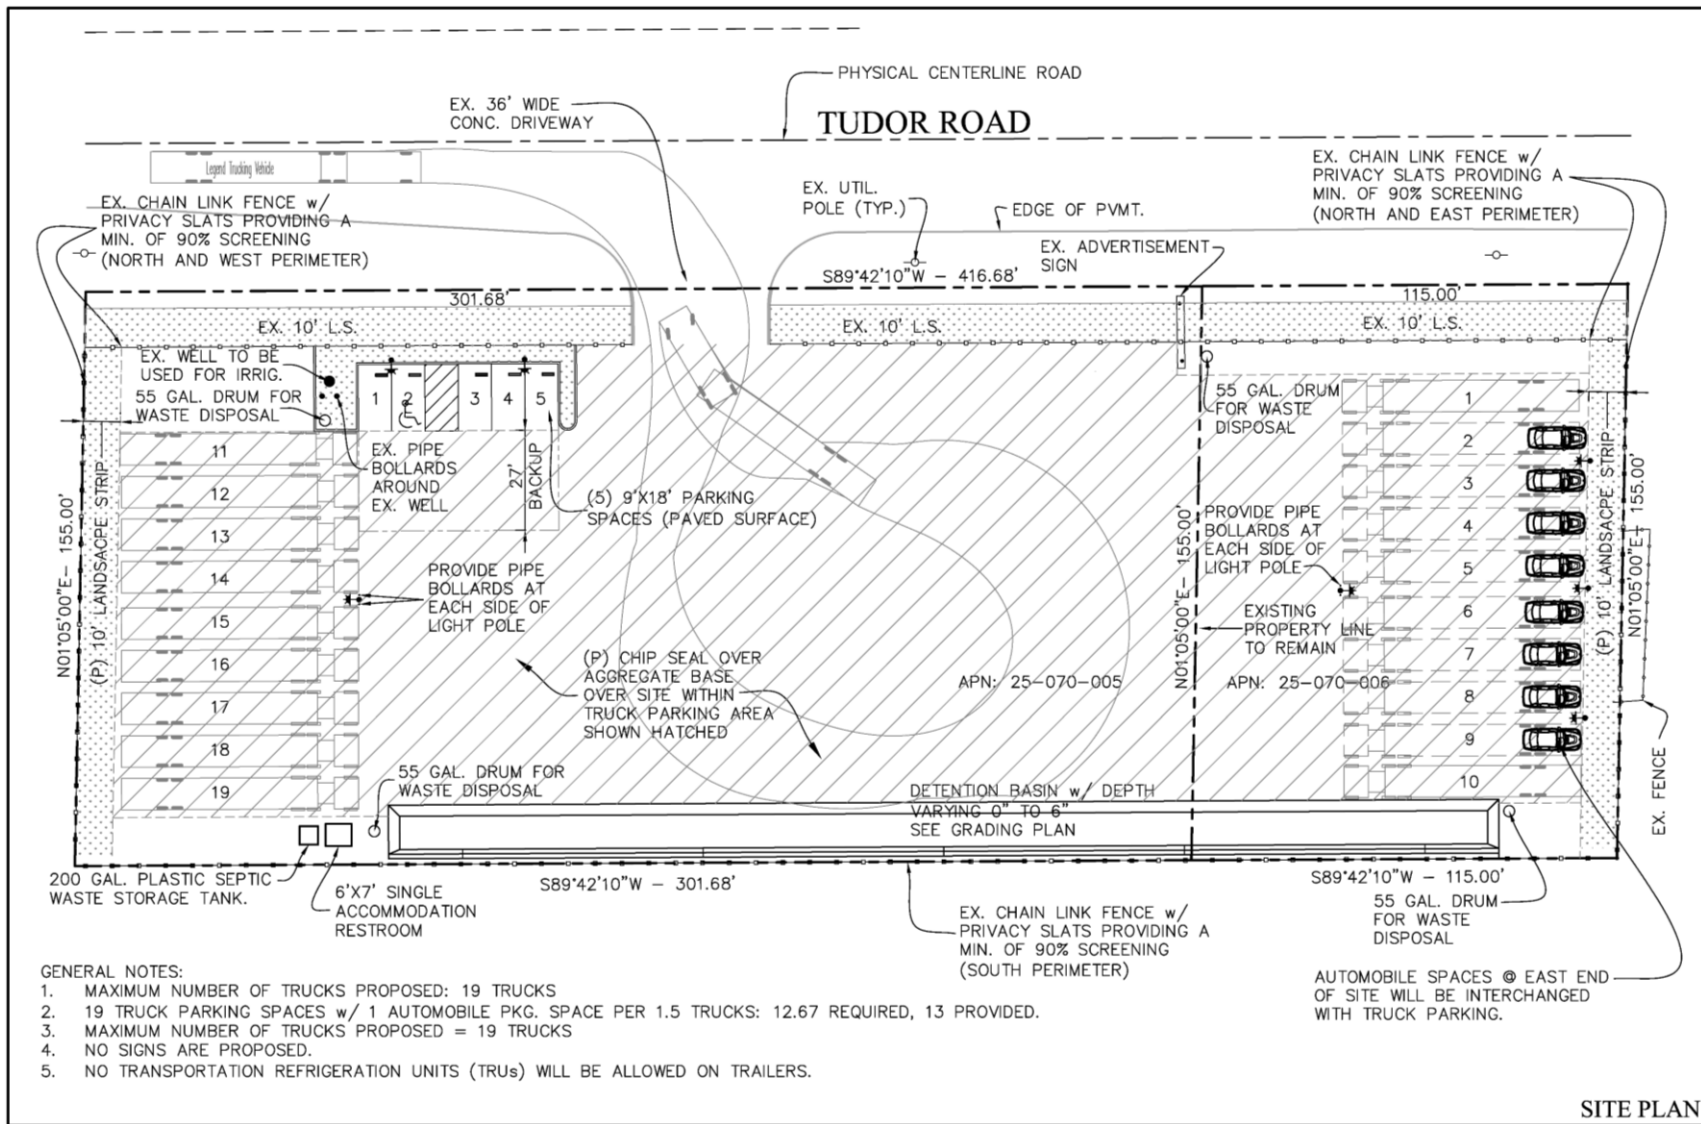 PHYSICAL CENTERLINE ROAD
EX. 36' WIDE
CONC. DRIVEWAY
TUDOR ROAD
Legend Trucking Vehicle
EX. CHAIN LINK FENCE w/
PRIVACY SLATS PROVIDING A
MIN. OF 90% SCREENING
(NORTH AND EAST PERIMETER)
EX. UTIL.
POLE (TYP.)
EX. CHAIN LINK FENCE w/
PRIVACY SLATS PROVIDING A
MIN. OF 90% SCREENING
(NORTH AND WEST PERIMETER)
EDGE OF PVMT.
EX. ADVERTISEMENT
SIGN
S89°42'10"W - 416.68'
301.68'
115.00'
EX. 10' L.S.
EX. 10' L.S.
EX. 10' L.S.
EX. WELL TO BE
USED FOR IRRIG.
55 GAL. DRUM FOR
WASTE DISPOSAL
1
2
3
4
5
EX. PIPE
BOLLARDS
AROUND
EX. WELL
27'
BACKUP
(5) 9'X18' PARKING
SPACES (PAVED SURFACE)
55 GAL. DRUM
FOR WASTE
DISPOSAL
1
2
3
4
5
6
7
8
9
10
11
12
13
14
15
16
17
18
19
N01°05'00"E- 155.00'
(P) 10' LANDSACPE STRIP
PROVIDE PIPE
BOLLARDS AT
EACH SIDE OF
LIGHT POLE
PROVIDE PIPE
BOLLARDS AT
EACH SIDE OF
LIGHT POLE
N01°05'00"E- 155.00'
EXISTING
PROPERTY LINE
TO REMAIN
(P) 10' LANDSACPE STRIP
N01°05'00"E- 155.00'
(P) CHIP SEAL OVER
AGGREGATE BASE
OVER SITE WITHIN
TRUCK PARKING AREA
SHOWN HATCHED
APN: 25-070-005
APN: 25-070-006
EX. FENCE
55 GAL. DRUM FOR
WASTE DISPOSAL
DETENTION BASIN w/ DEPTH
VARYING 0" TO 6"
SEE GRADING PLAN
200 GAL. PLASTIC SEPTIC
WASTE STORAGE TANK.
6'X7' SINGLE
ACCOMMODATION
RESTROOM
S89°42'10"W - 301.68'
S89°42'10"W - 115.00'
EX. CHAIN LINK FENCE w/
PRIVACY SLATS PROVIDING A
MIN. OF 90% SCREENING
(SOUTH PERIMETER)
55 GAL. DRUM
FOR WASTE
DISPOSAL
AUTOMOBILE SPACES @ EAST END
OF SITE WILL BE INTERCHANGED
WITH TRUCK PARKING.
GENERAL NOTES:
1. MAXIMUM NUMBER OF TRUCKS PROPOSED: 19 TRUCKS
2. 19 TRUCK PARKING SPACES w/ 1 AUTOMOBILE PKG. SPACE PER 1.5 TRUCKS: 12.67 REQUIRED, 13 PROVIDED.
3. MAXIMUM NUMBER OF TRUCKS PROPOSED = 19 TRUCKS
4. NO SIGNS ARE PROPOSED.
5. NO TRANSPORTATION REFRIGERATION UNITS (TRUs) WILL BE ALLOWED ON TRAILERS.
SITE PLAN